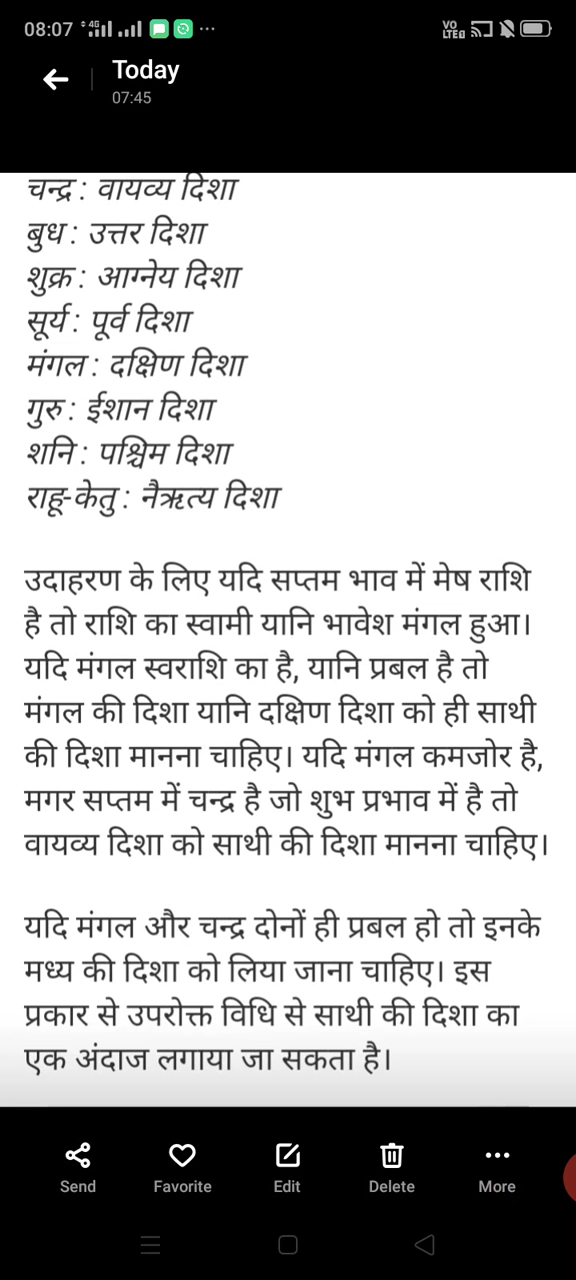 08:07
4G
VO
LTE
Today
07:45
चन्द्र : वायव्य दिशा
बुध : उत्तर दिशा
शुक्र : आग्नेय दिशा
सूर्य : पूर्व दिशा
मंगल : दक्षिण दिशा
गुरु : ईशान दिशा
शनि : पश्चिम दिशा
राहू-केतु : नैऋत्य दिशा
उदाहरण के लिए यदि सप्तम भाव में मेष राशि
है तो राशि का स्वामी यानि भावेश मंगल हुआ।
यदि मंगल स्वराशि का है, यानि प्रबल है तो
मंगल की दिशा यानि दक्षिण दिशा को ही साथी
की दिशा मानना चाहिए। यदि मंगल कमजोर है,
मगर सप्तम में चन्द्र है जो शुभ प्रभाव में है तो
वायव्य दिशा को साथी की दिशा मानना चाहिए।
यदि मंगल और चन्द्र दोनों ही प्रबल हो तो इनके
मध्य की दिशा को लिया जाना चाहिए। इस
प्रकार से उपरोक्त विधि से साथी की दिशा का
एक अंदाज लगाया जा सकता है।
Send Favorite Edit Delete More